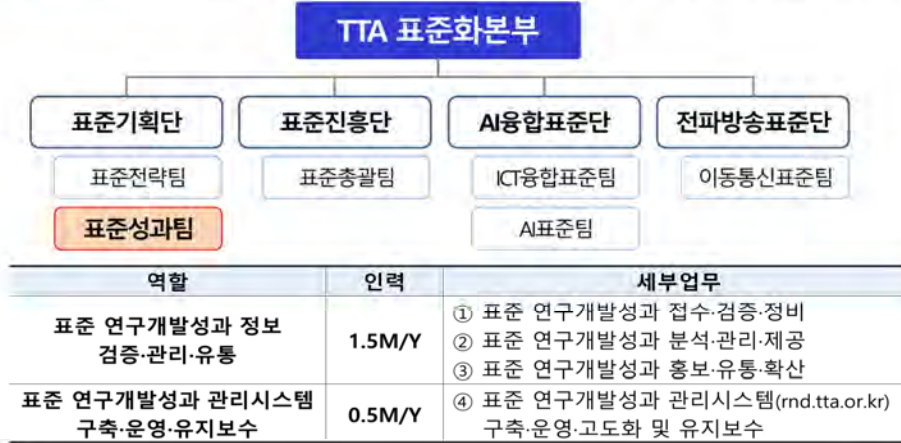 TTA 표준화본부
표준기획단 표준진흥단 AI융합표준단 전파방송표준단
표준전략팀 표준총괄팀 ICT융합표준팀 이동통신표준팀
표준성과팀 AI표준팀
역할 인력 세부업무
표준 연구개발성과 정보
검증·관리·유통
1.5M/Y
① 표준 연구개발성과 접수·검증·정비
② 표준 연구개발성과 분석·관리·제공
③ 표준 연구개발성과 홍보·유통·확산
표준 연구개발성과 관리시스템
구축·운영·유지보수
0.5M/Y
④ 표준 연구개발성과 관리시스템(rnd.tta.or.kr)
구축·운영·고도화 및 유지보수